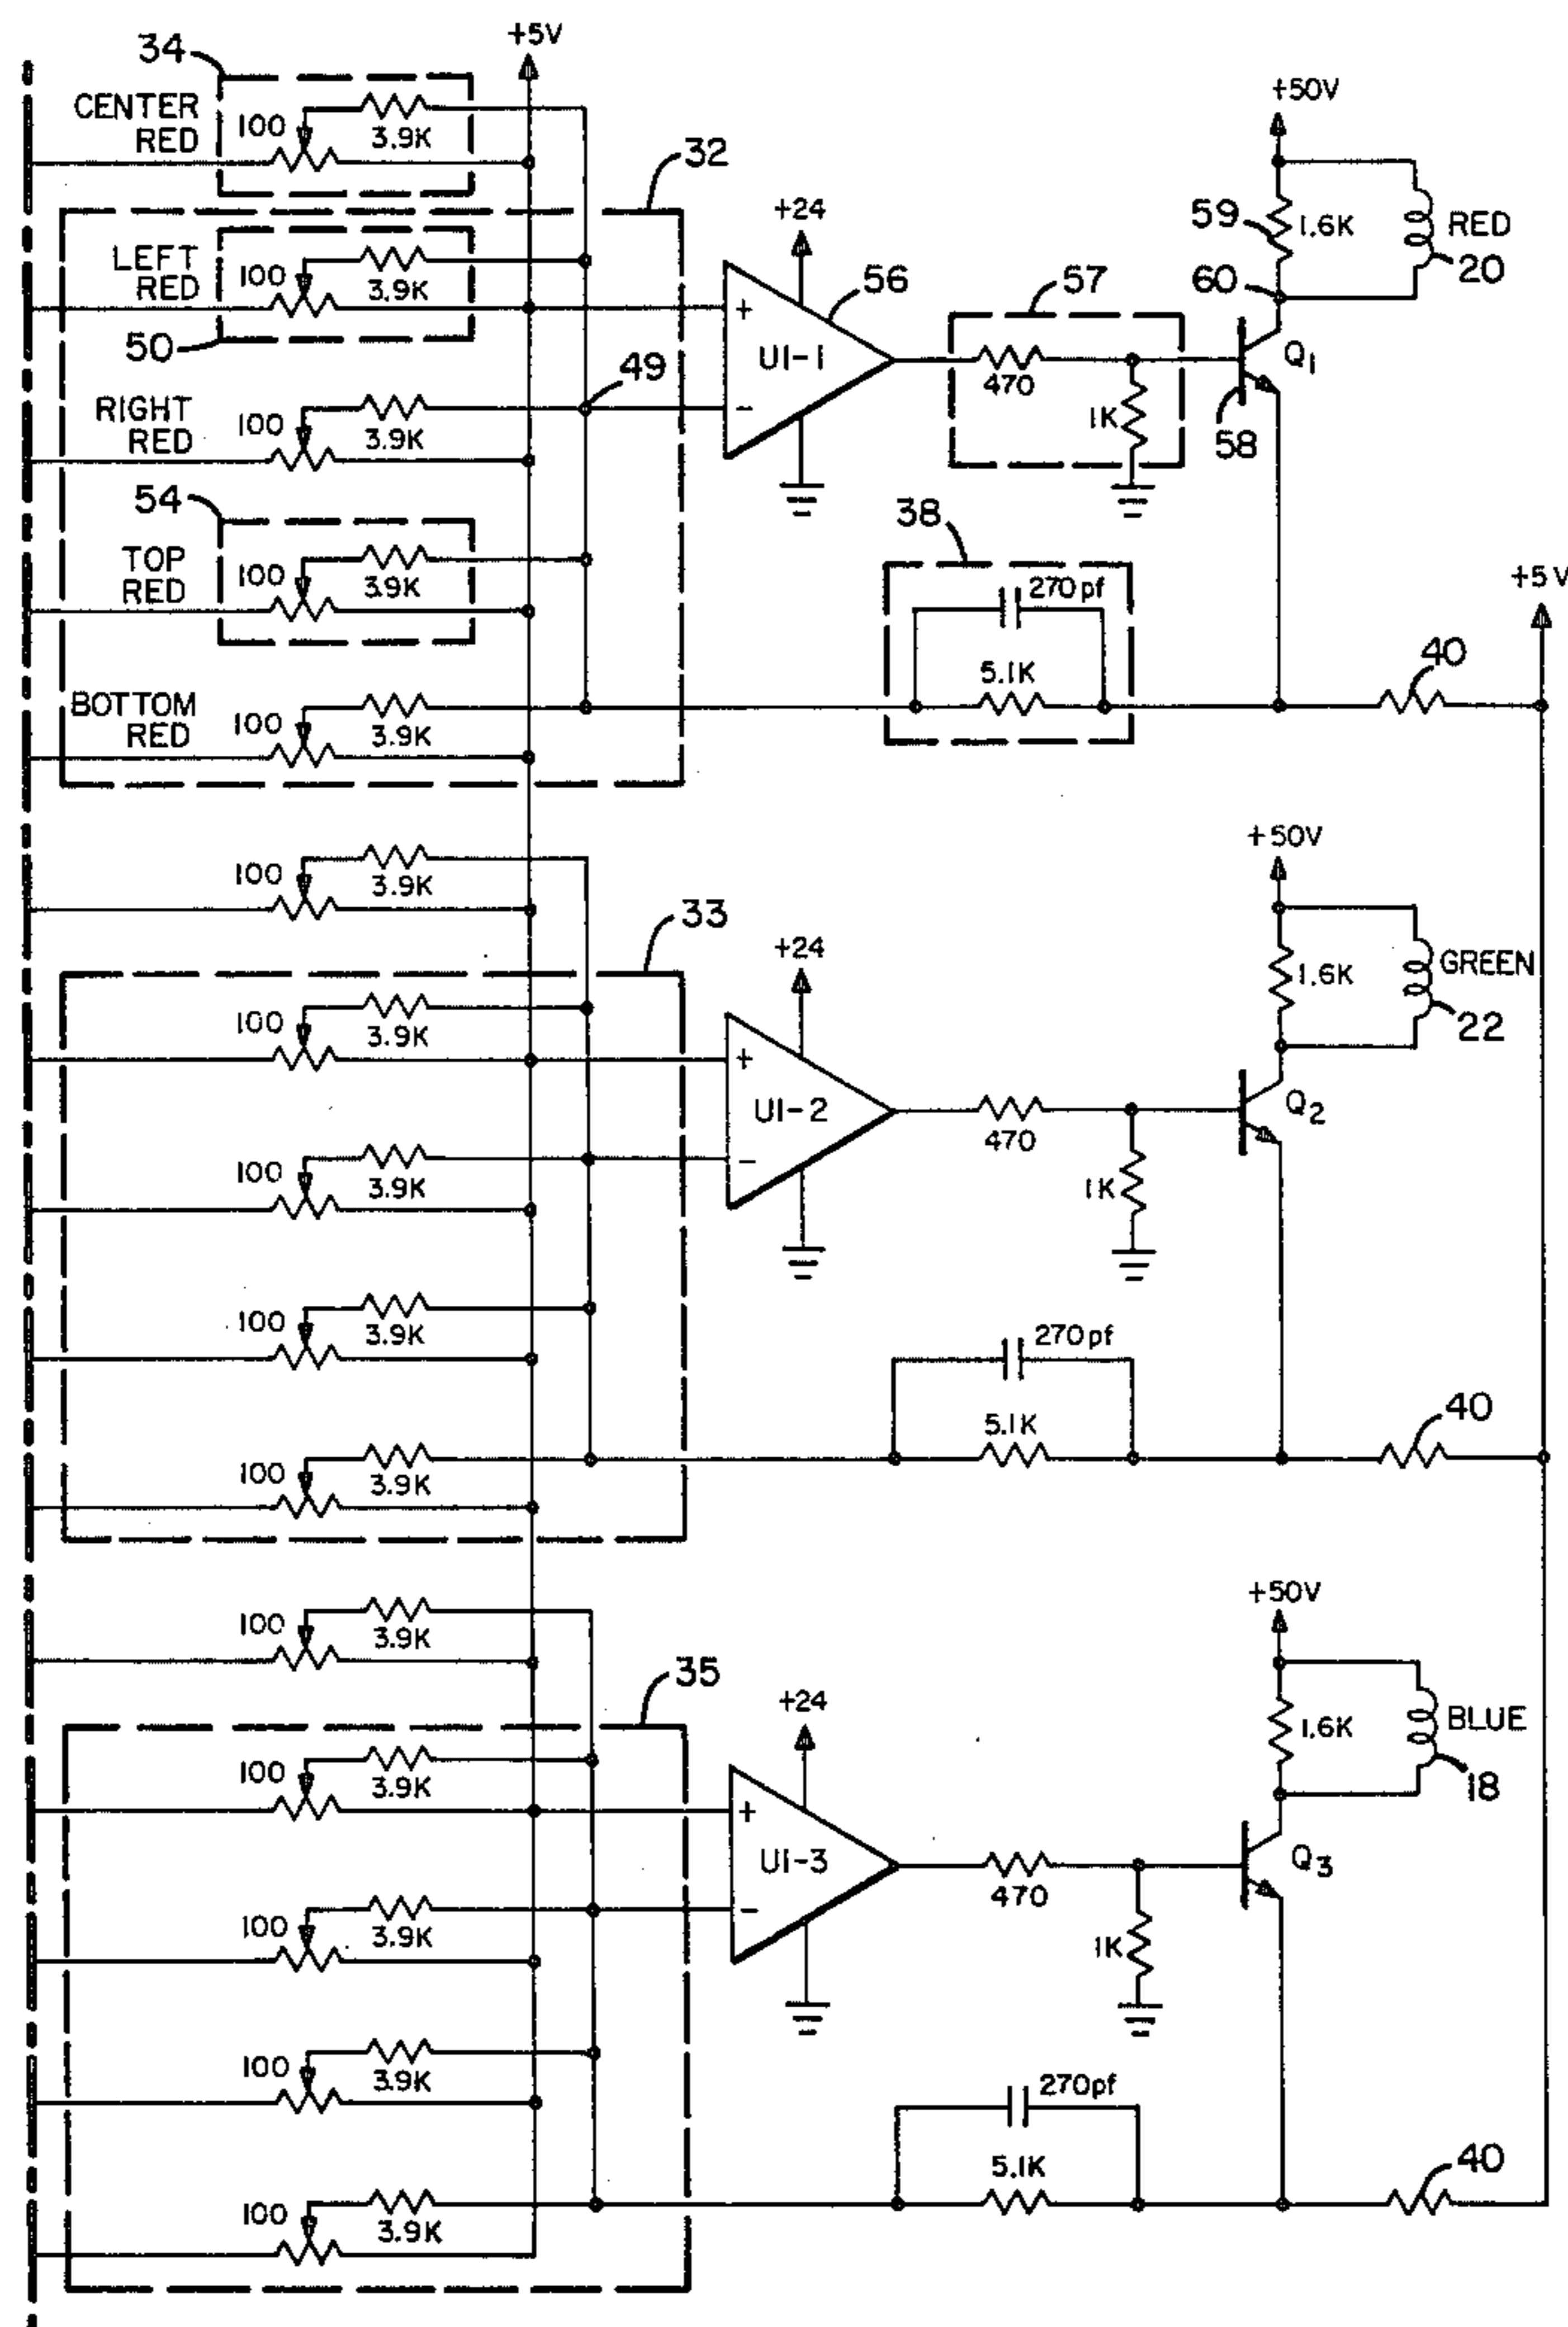 +5V
34
CENTER
RED
100
3.9K
32
+50V
LEFT
RED
100
3.9K
50
+24
+
-
U1-1
56
57
470
1K
59
1.6K
60
RED
20
Q1
58
49
RIGHT
RED
100
3.9K
54
TOP
RED
100
3.9K
38
270pf
5.1K
40
+5V
BOTTOM
RED
100
3.9K
100
3.9K
33
+50V
1.6K
GREEN
22
100
3.9K
+24
+
-
U1-2
470
1K
Q2
100
3.9K
100
3.9K
270pf
5.1K
40
100
3.9K
100
3.9K
35
+50V
1.6K
BLUE
18
100
3.9K
+24
+
-
U1-3
470
1K
Q3
100
3.9K
100
3.9K
270pf
5.1K
40
100
3.9K